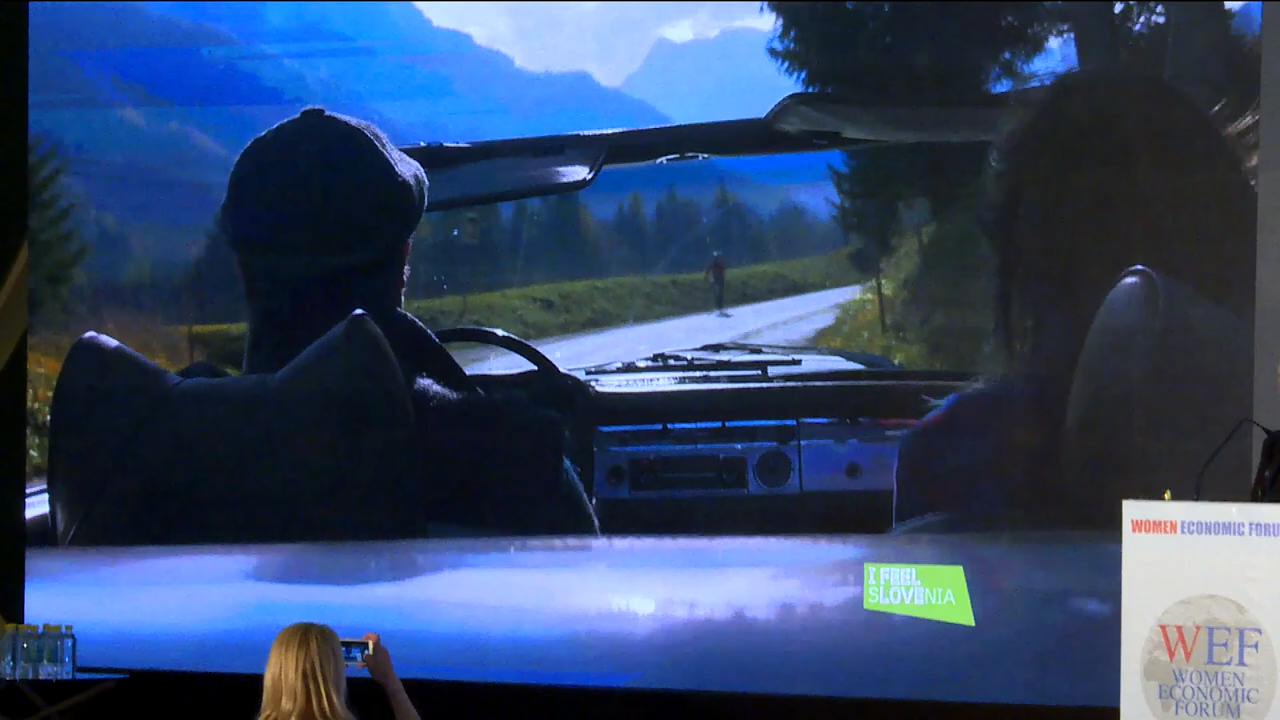 I FEEL
SLOVENIA
WOMEN ECONOMIC FORU
WEF
WOMEN
ECONOMIC
FORUM